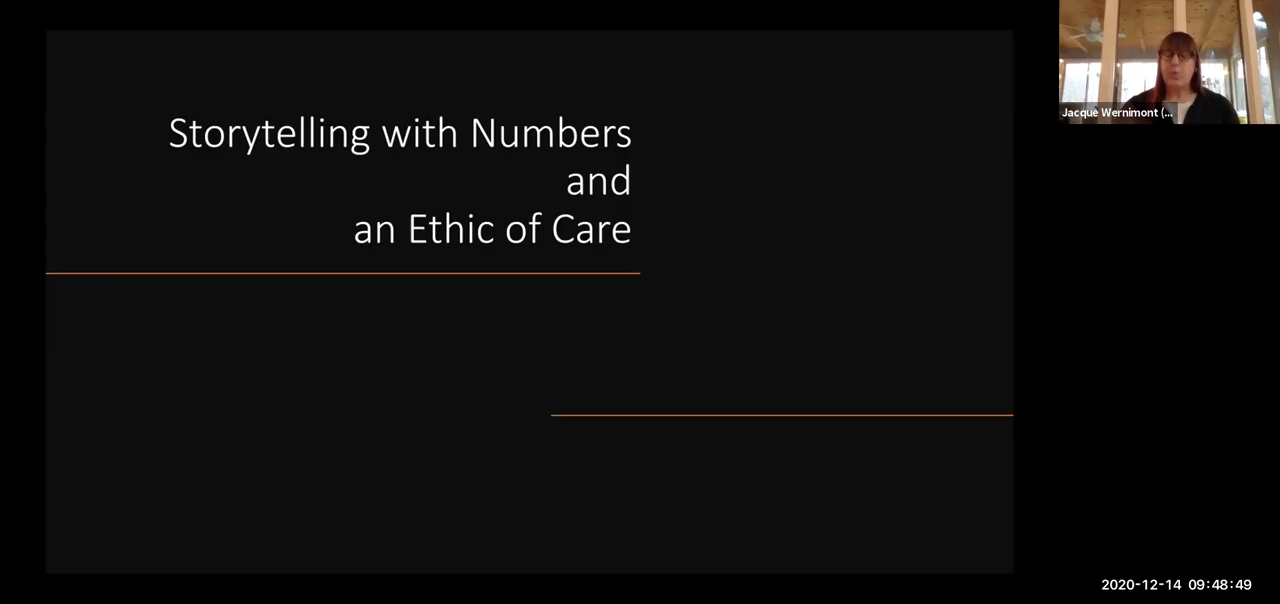 Storytelling with Numbers
and
an Ethic of Care
Jacque Wernimont (...
2020-12-14 09:48:49